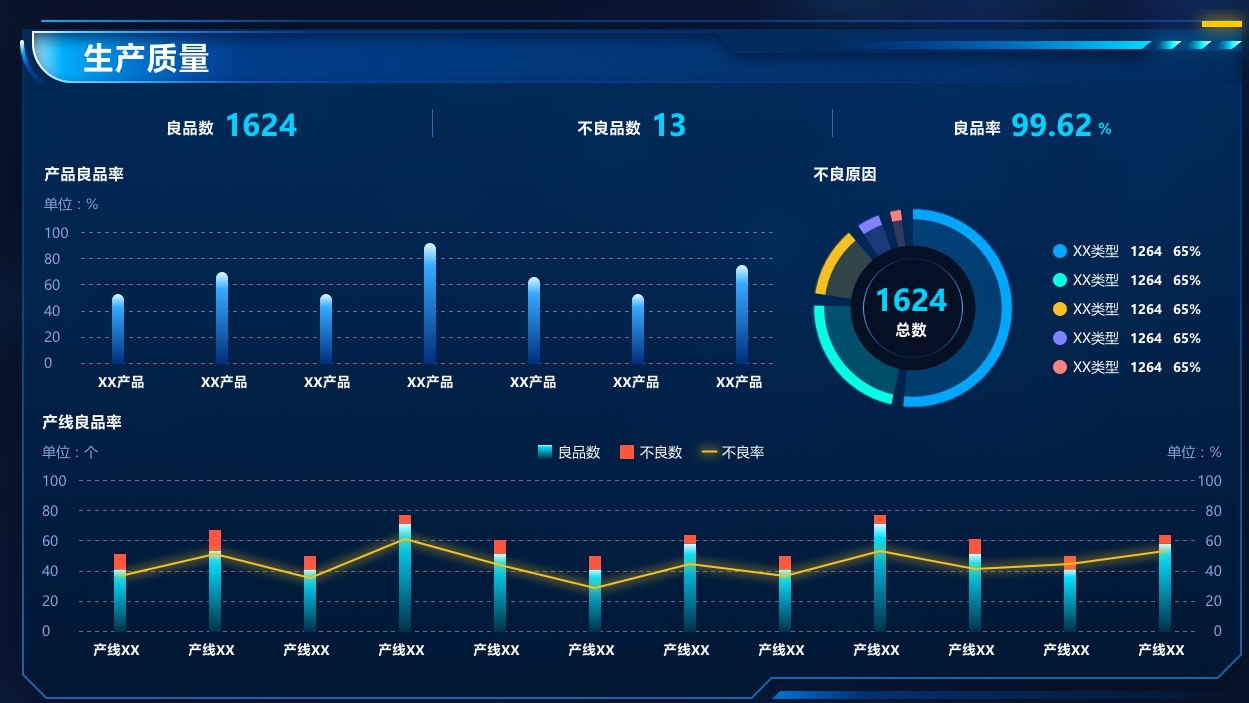 生产质量
良品数 1624
不良品数 13
良品率 99.62 %
产品良品率
单位：%
100
80
60
40
20
0
XX产品 XX产品 XX产品 XX产品 XX产品 XX产品 XX产品
不良原因
1624
总数
XX类型 1264 65%
XX类型 1264 65%
XX类型 1264 65%
XX类型 1264 65%
XX类型 1264 65%
产线良品率
单位：个
良品数 不良数 不良率
单位：%
100 100
80 80
60 60
40 40
20 20
0 0
产线XX 产线XX 产线XX 产线XX 产线XX 产线XX 产线XX 产线XX 产线XX 产线XX 产线XX 产线XX